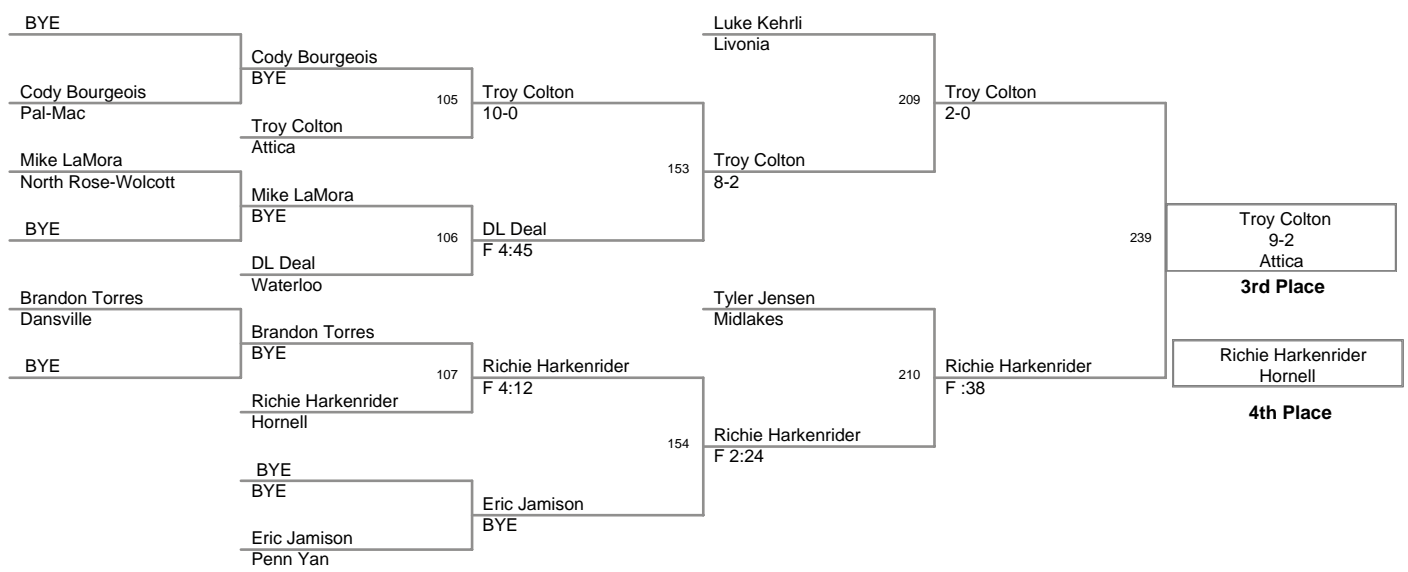 BYE
Cody Bourgeois
BYE
Cody Bourgeois
Pal-Mac
105
Troy Colton
Attica
Troy Colton
10-0
Mike LaMora
North Rose-Wolcott
Mike LaMora
BYE
BYE
106
DL Deal
Waterloo
DL Deal
F 4:45
153
Troy Colton
8-2
Luke Kehrli
Livonia
209
Troy Colton
2-0
Brandon Torres
Dansville
Brandon Torres
BYE
BYE
107
Richie Harkenrider
Hornell
Richie Harkenrider
F 4:12
BYE
BYE
Eric Jamison
Penn Yan
Eric Jamison
BYE
154
Richie Harkenrider
F 2:24
Tyler Jensen
Midlakes
210
Richie Harkenrider
F :38
239
Troy Colton
9-2
Attica
3rd Place
Richie Harkenrider
Hornell
4th Place